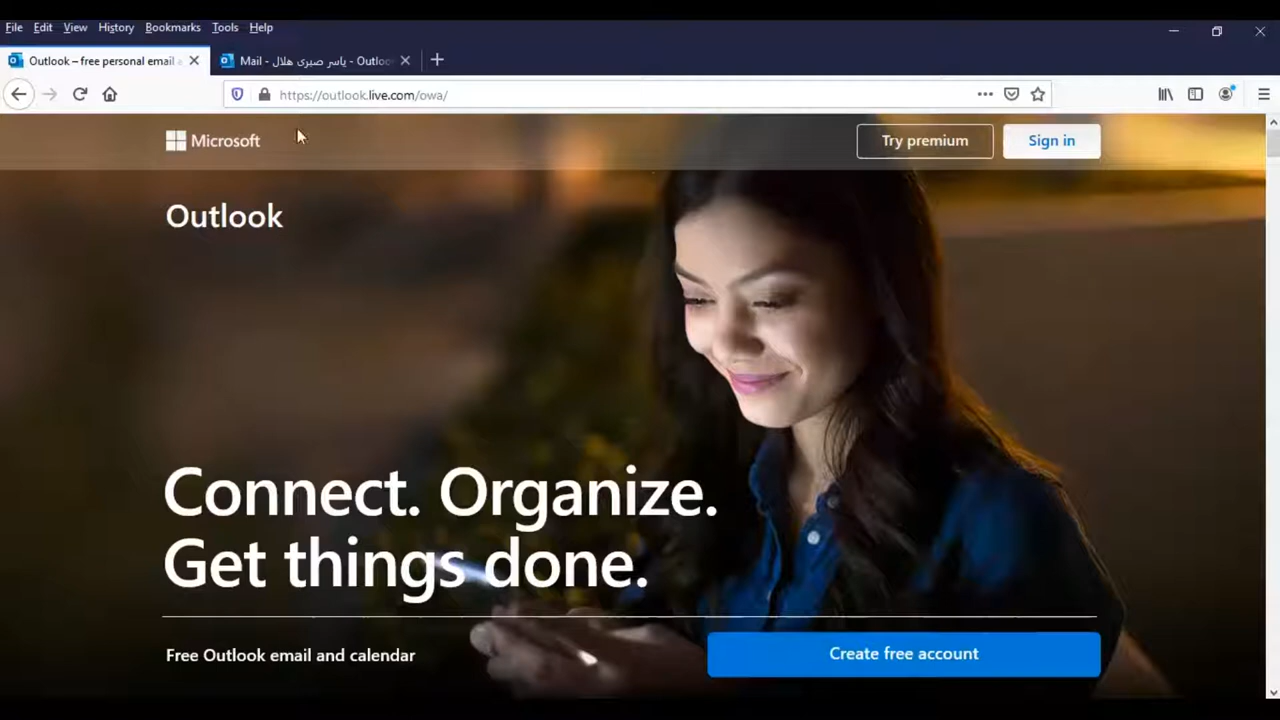 File Edit View History Bookmarks Tools Help
Outlook – free personal email a
Mail - ياسر صبرى هلال - Outloo
https://outlook.live.com/owa/
Microsoft
Try premium
Sign in
Outlook
Connect. Organize.
Get things done.
Free Outlook email and calendar
Create free account